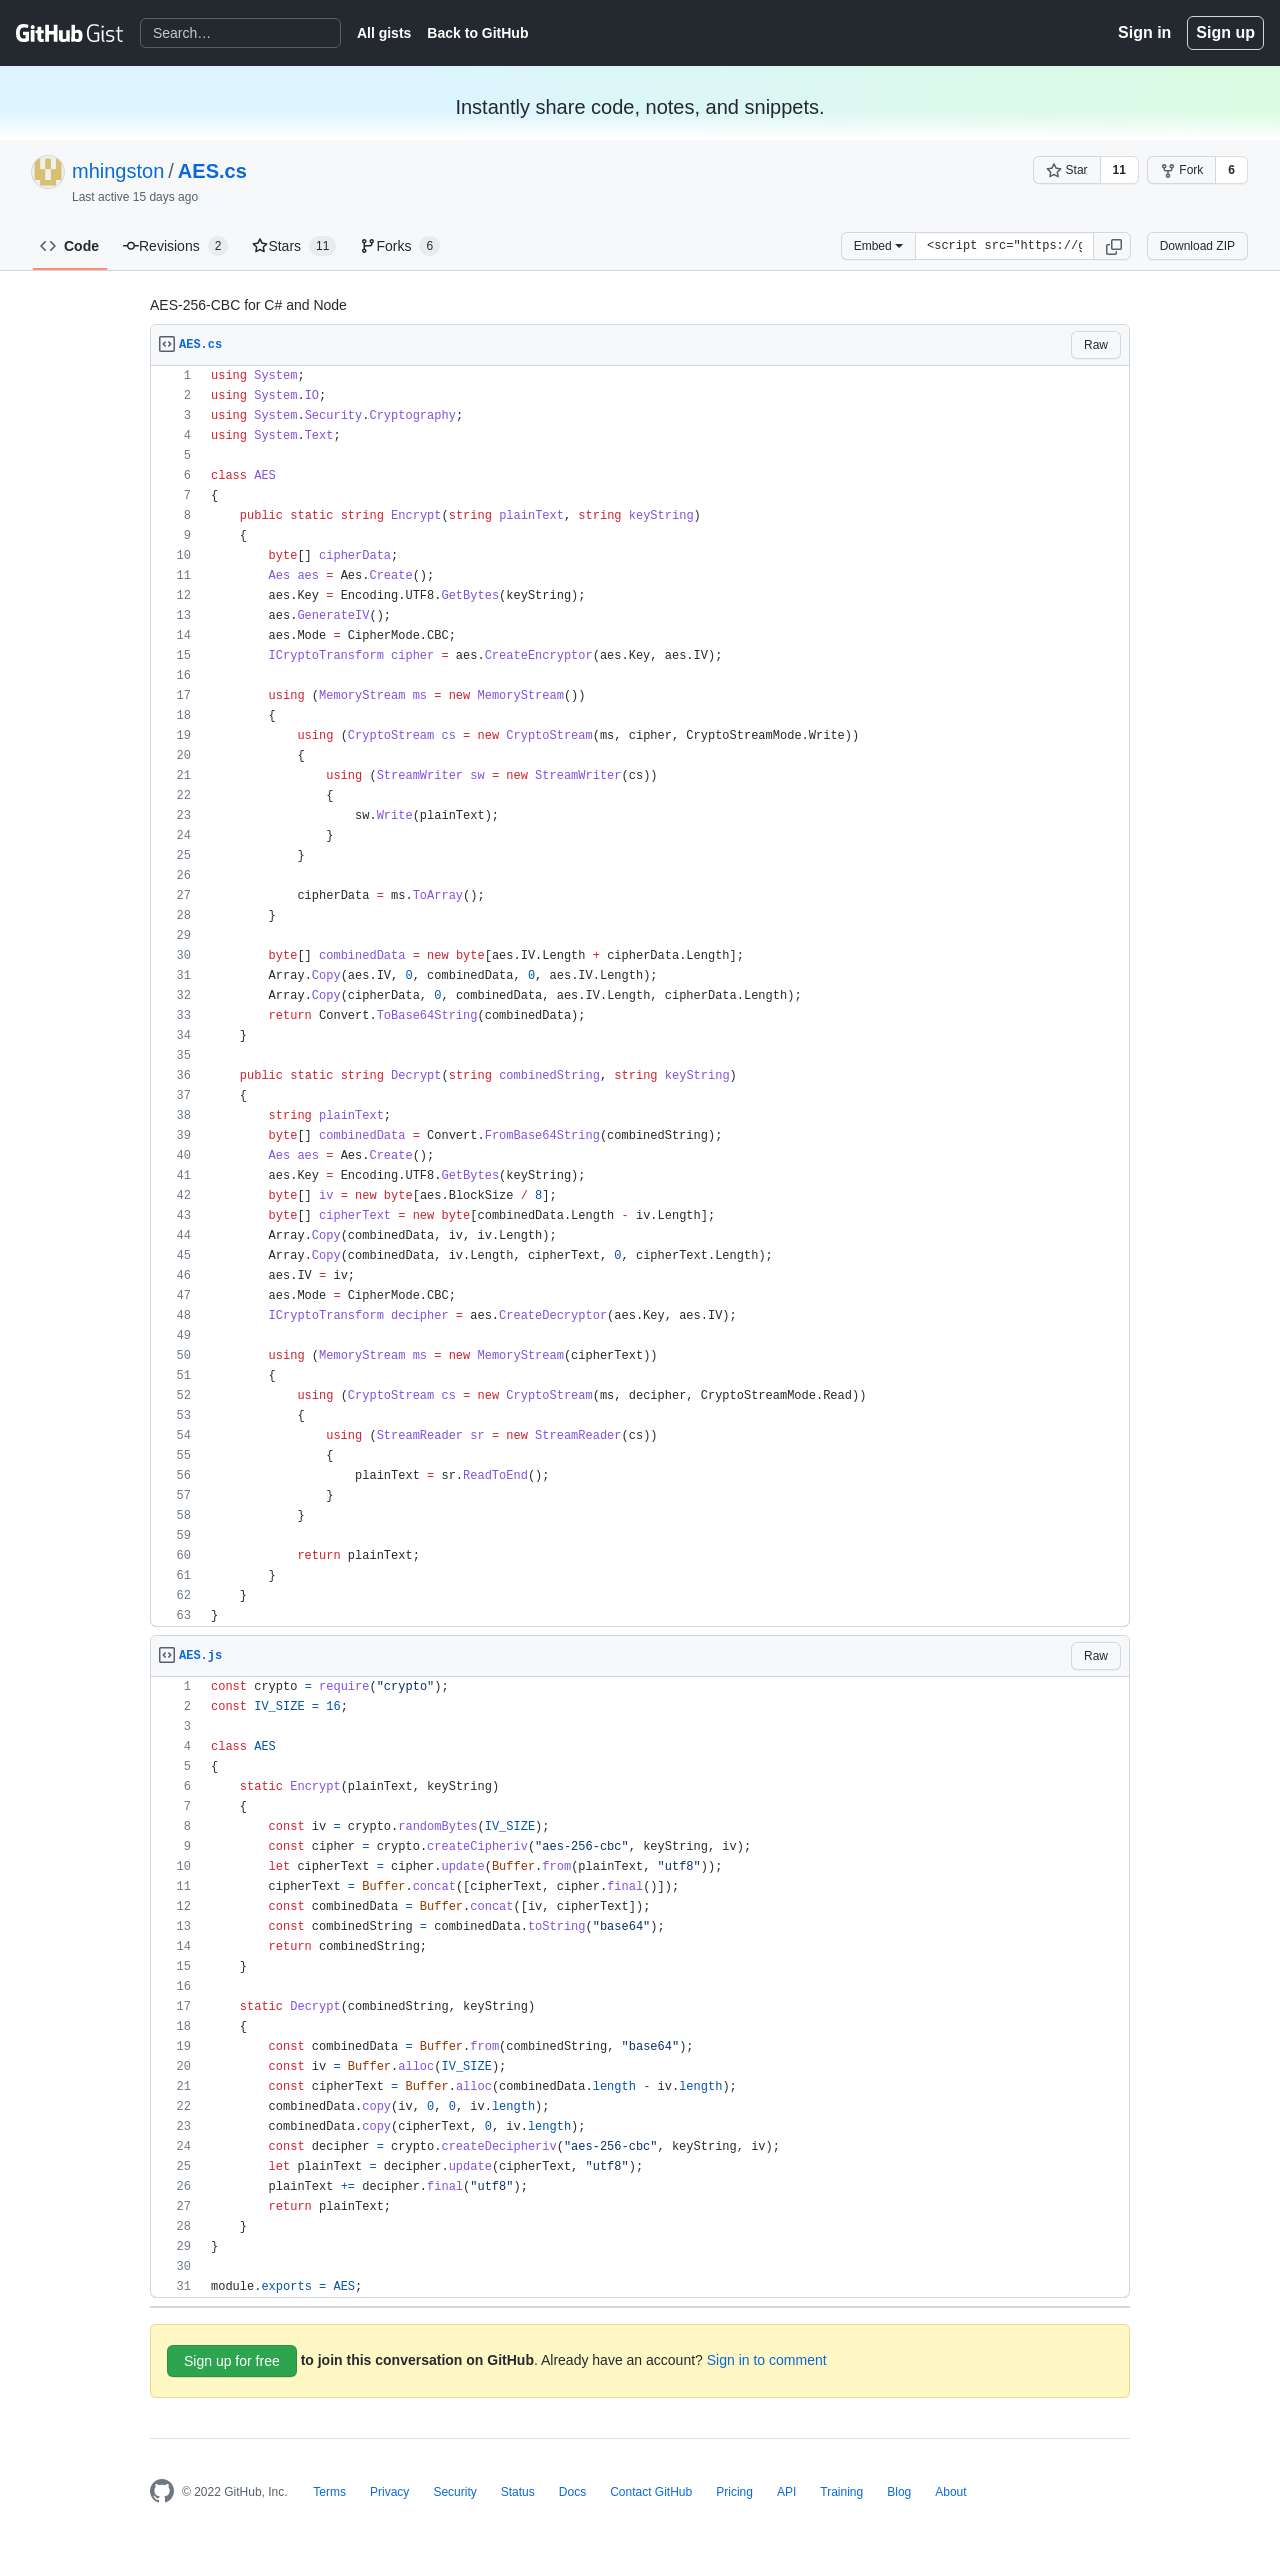 GitHub Gist Search… All gists Back to GitHub Sign in Sign up
Instantly share code, notes, and snippets.
mhingston / AES.cs Star 11 Fork 6
Last active 15 days ago
Code Revisions 2 Stars 11 Forks 6 Embed <script src="https://g Download ZIP
AES-256-CBC for C# and Node
AES.cs Raw
1 using System;
2 using System.IO;
3 using System.Security.Cryptography;
4 using System.Text;
5
6 class AES
7 {
8     public static string Encrypt(string plainText, string keyString)
9     {
10         byte[] cipherData;
11         Aes aes = Aes.Create();
12         aes.Key = Encoding.UTF8.GetBytes(keyString);
13         aes.GenerateIV();
14         aes.Mode = CipherMode.CBC;
15         ICryptoTransform cipher = aes.CreateEncryptor(aes.Key, aes.IV);
16
17         using (MemoryStream ms = new MemoryStream())
18         {
19             using (CryptoStream cs = new CryptoStream(ms, cipher, CryptoStreamMode.Write))
20             {
21                 using (StreamWriter sw = new StreamWriter(cs))
22                 {
23                     sw.Write(plainText);
24                 }
25             }
26
27             cipherData = ms.ToArray();
28         }
29
30         byte[] combinedData = new byte[aes.IV.Length + cipherData.Length];
31         Array.Copy(aes.IV, 0, combinedData, 0, aes.IV.Length);
32         Array.Copy(cipherData, 0, combinedData, aes.IV.Length, cipherData.Length);
33         return Convert.ToBase64String(combinedData);
34     }
35
36     public static string Decrypt(string combinedString, string keyString)
37     {
38         string plainText;
39         byte[] combinedData = Convert.FromBase64String(combinedString);
40         Aes aes = Aes.Create();
41         aes.Key = Encoding.UTF8.GetBytes(keyString);
42         byte[] iv = new byte[aes.BlockSize / 8];
43         byte[] cipherText = new byte[combinedData.Length - iv.Length];
44         Array.Copy(combinedData, iv, iv.Length);
45         Array.Copy(combinedData, iv.Length, cipherText, 0, cipherText.Length);
46         aes.IV = iv;
47         aes.Mode = CipherMode.CBC;
48         ICryptoTransform decipher = aes.CreateDecryptor(aes.Key, aes.IV);
49
50         using (MemoryStream ms = new MemoryStream(cipherText))
51         {
52             using (CryptoStream cs = new CryptoStream(ms, decipher, CryptoStreamMode.Read))
53             {
54                 using (StreamReader sr = new StreamReader(cs))
55                 {
56                     plainText = sr.ReadToEnd();
57                 }
58             }
59
60             return plainText;
61         }
62     }
63 }
AES.js Raw
1 const crypto = require("crypto");
2 const IV_SIZE = 16;
3
4 class AES
5 {
6     static Encrypt(plainText, keyString)
7     {
8         const iv = crypto.randomBytes(IV_SIZE);
9         const cipher = crypto.createCipheriv("aes-256-cbc", keyString, iv);
10         let cipherText = cipher.update(Buffer.from(plainText, "utf8"));
11         cipherText = Buffer.concat([cipherText, cipher.final()]);
12         const combinedData = Buffer.concat([iv, cipherText]);
13         const combinedString = combinedData.toString("base64");
14         return combinedString;
15     }
16
17     static Decrypt(combinedString, keyString)
18     {
19         const combinedData = Buffer.from(combinedString, "base64");
20         const iv = Buffer.alloc(IV_SIZE);
21         const cipherText = Buffer.alloc(combinedData.length - iv.length);
22         combinedData.copy(iv, 0, 0, iv.length);
23         combinedData.copy(cipherText, 0, iv.length);
24         const decipher = crypto.createDecipheriv("aes-256-cbc", keyString, iv);
25         let plainText = decipher.update(cipherText, "utf8");
26         plainText += decipher.final("utf8");
27         return plainText;
28     }
29 }
30
31 module.exports = AES;
Sign up for free to join this conversation on GitHub. Already have an account? Sign in to comment
© 2022 GitHub, Inc. Terms Privacy Security Status Docs Contact GitHub Pricing API Training Blog About